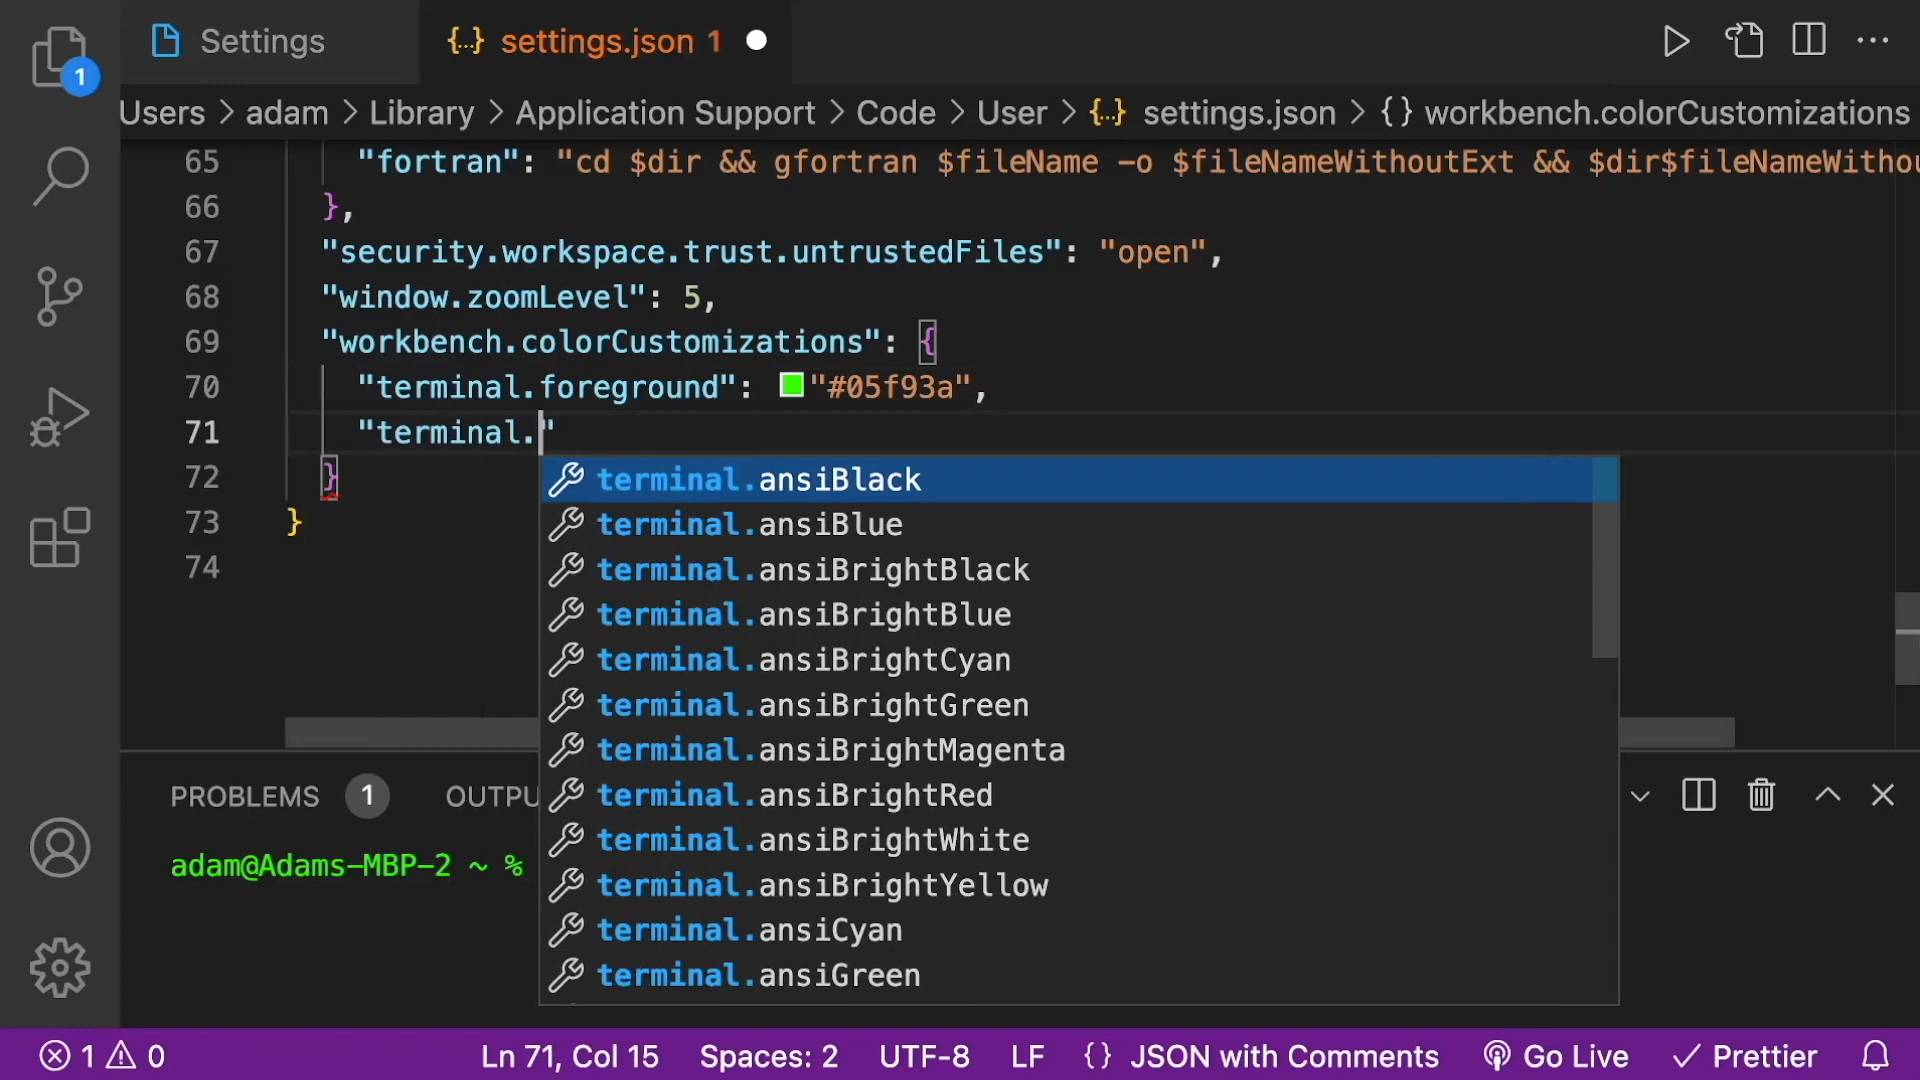 Settings
{..} settings.json 1
1
Users > adam > Library > Application Support > Code > User > {..} settings.json > {} workbench.colorCustomizations
65 "fortran": "cd $dir && gfortran $fileName -o $fileNameWithoutExt && $dir$fileNameWithou
66 },
67 "security.workspace.trust.untrustedFiles": "open",
68 "window.zoomLevel": 5,
69 "workbench.colorCustomizations": {
70 "terminal.foreground": "#05f93a",
71 "terminal."
72 }
73 }
74
terminal.ansiBlack
terminal.ansiBlue
terminal.ansiBrightBlack
terminal.ansiBrightBlue
terminal.ansiBrightCyan
terminal.ansiBrightGreen
terminal.ansiBrightMagenta
terminal.ansiBrightRed
terminal.ansiBrightWhite
terminal.ansiBrightYellow
terminal.ansiCyan
terminal.ansiGreen
PROBLEMS 1 OUTPU
adam@Adams-MBP-2 ~ %
1 0 Ln 71, Col 15 Spaces: 2 UTF-8 LF {} JSON with Comments Go Live Prettier